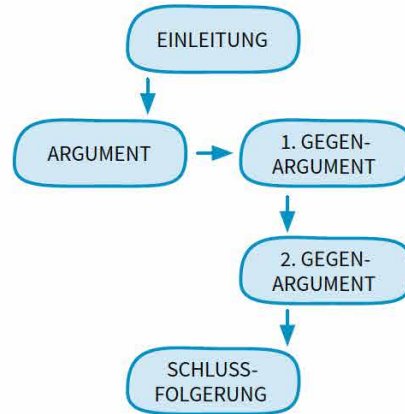 EINLEITUNG
ARGUMENT
1. GEGEN-
ARGUMENT
2. GEGEN-
ARGUMENT
SCHLUSS-
FOLGERUNG